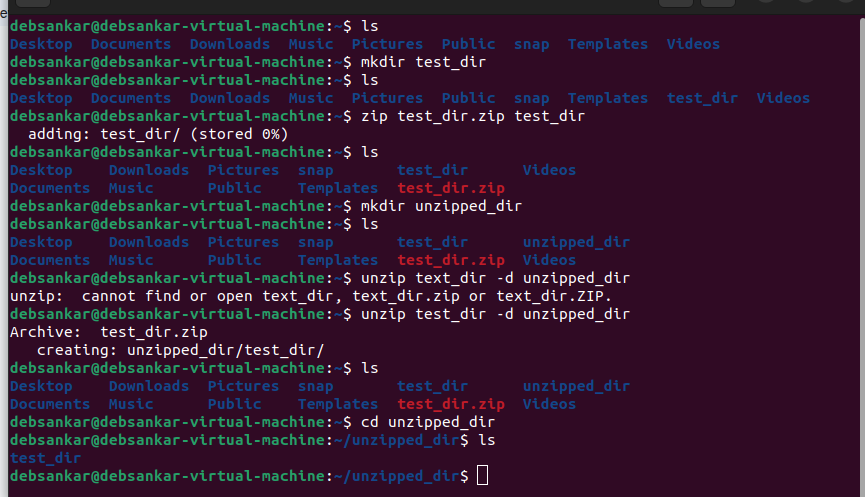 e
debsankar@debsankar-virtual-machine:~$ ls
Desktop  Documents  Downloads  Music  Pictures  Public  snap  Templates  Videos
debsankar@debsankar-virtual-machine:~$ mkdir test_dir
debsankar@debsankar-virtual-machine:~$ ls
Desktop  Documents  Downloads  Music  Pictures  Public  snap  Templates  test_dir  Videos
debsankar@debsankar-virtual-machine:~$ zip test_dir.zip test_dir
  adding: test_dir/ (stored 0%)
debsankar@debsankar-virtual-machine:~$ ls
Desktop    Downloads  Pictures  snap       test_dir      Videos
Documents  Music      Public    Templates  test_dir.zip
debsankar@debsankar-virtual-machine:~$ mkdir unzipped_dir
debsankar@debsankar-virtual-machine:~$ ls
Desktop    Downloads  Pictures  snap       test_dir      unzipped_dir
Documents  Music      Public    Templates  test_dir.zip  Videos
debsankar@debsankar-virtual-machine:~$ unzip text_dir -d unzipped_dir
unzip:  cannot find or open text_dir, text_dir.zip or text_dir.ZIP.
debsankar@debsankar-virtual-machine:~$ unzip test_dir -d unzipped_dir
Archive:  test_dir.zip
   creating: unzipped_dir/test_dir/
debsankar@debsankar-virtual-machine:~$ ls
Desktop    Downloads  Pictures  snap       test_dir      unzipped_dir
Documents  Music      Public    Templates  test_dir.zip  Videos
debsankar@debsankar-virtual-machine:~$ cd unzipped_dir
debsankar@debsankar-virtual-machine:~/unzipped_dir$ ls
test_dir
debsankar@debsankar-virtual-machine:~/unzipped_dir$